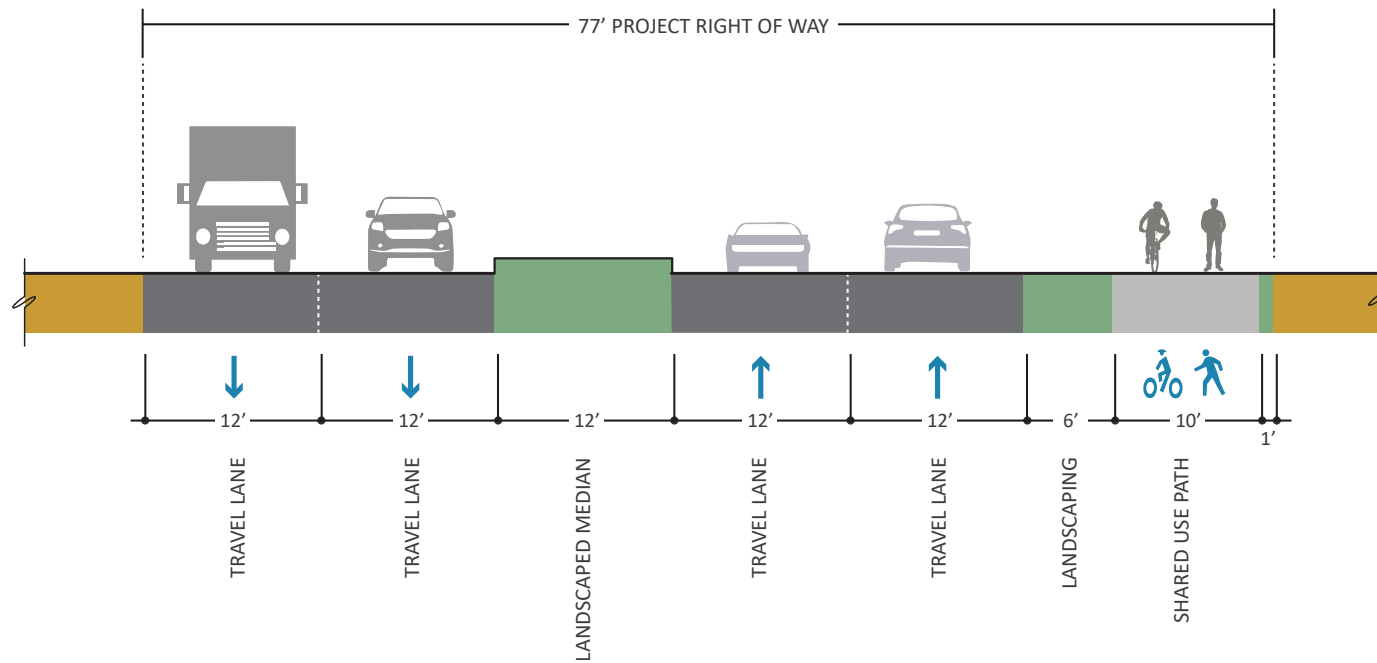 77’ PROJECT RIGHT OF WAY
12’
12’
12’
12’
12’
6’
10’
1’
TRAVEL LANE
TRAVEL LANE
LANDSCAPED MEDIAN
TRAVEL LANE
TRAVEL LANE
LANDSCAPING
SHARED USE PATH